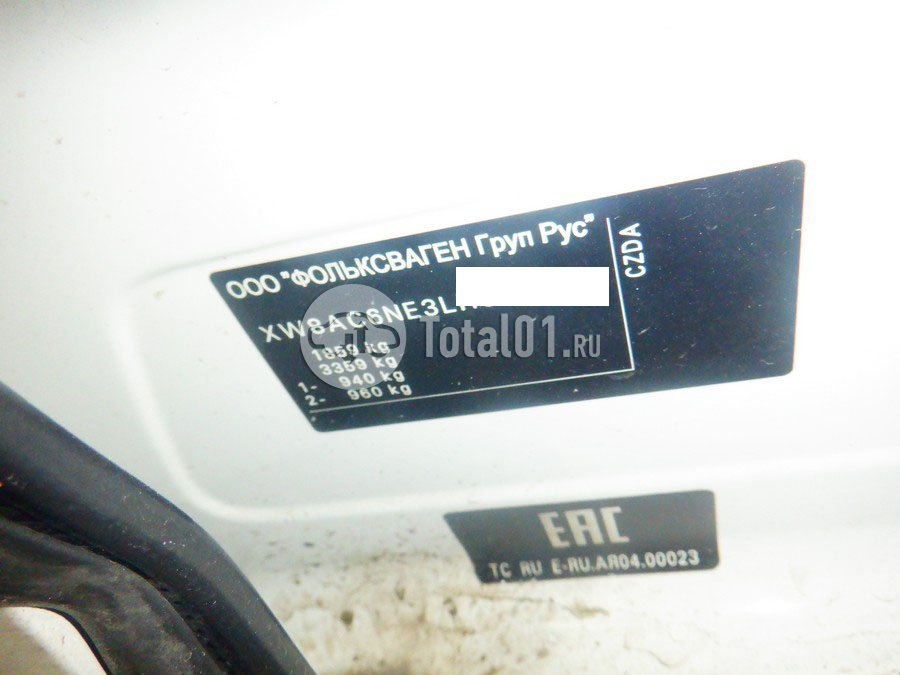 ООО "ФОЛЬКСВАГЕН Груп Рус"
XW8AC6NE3L
CZDA
1859 kg
3359 kg
1- 940 kg
2- 960 kg
Total01.RU
EAC
TC RU E-RU.АЯ04.00023